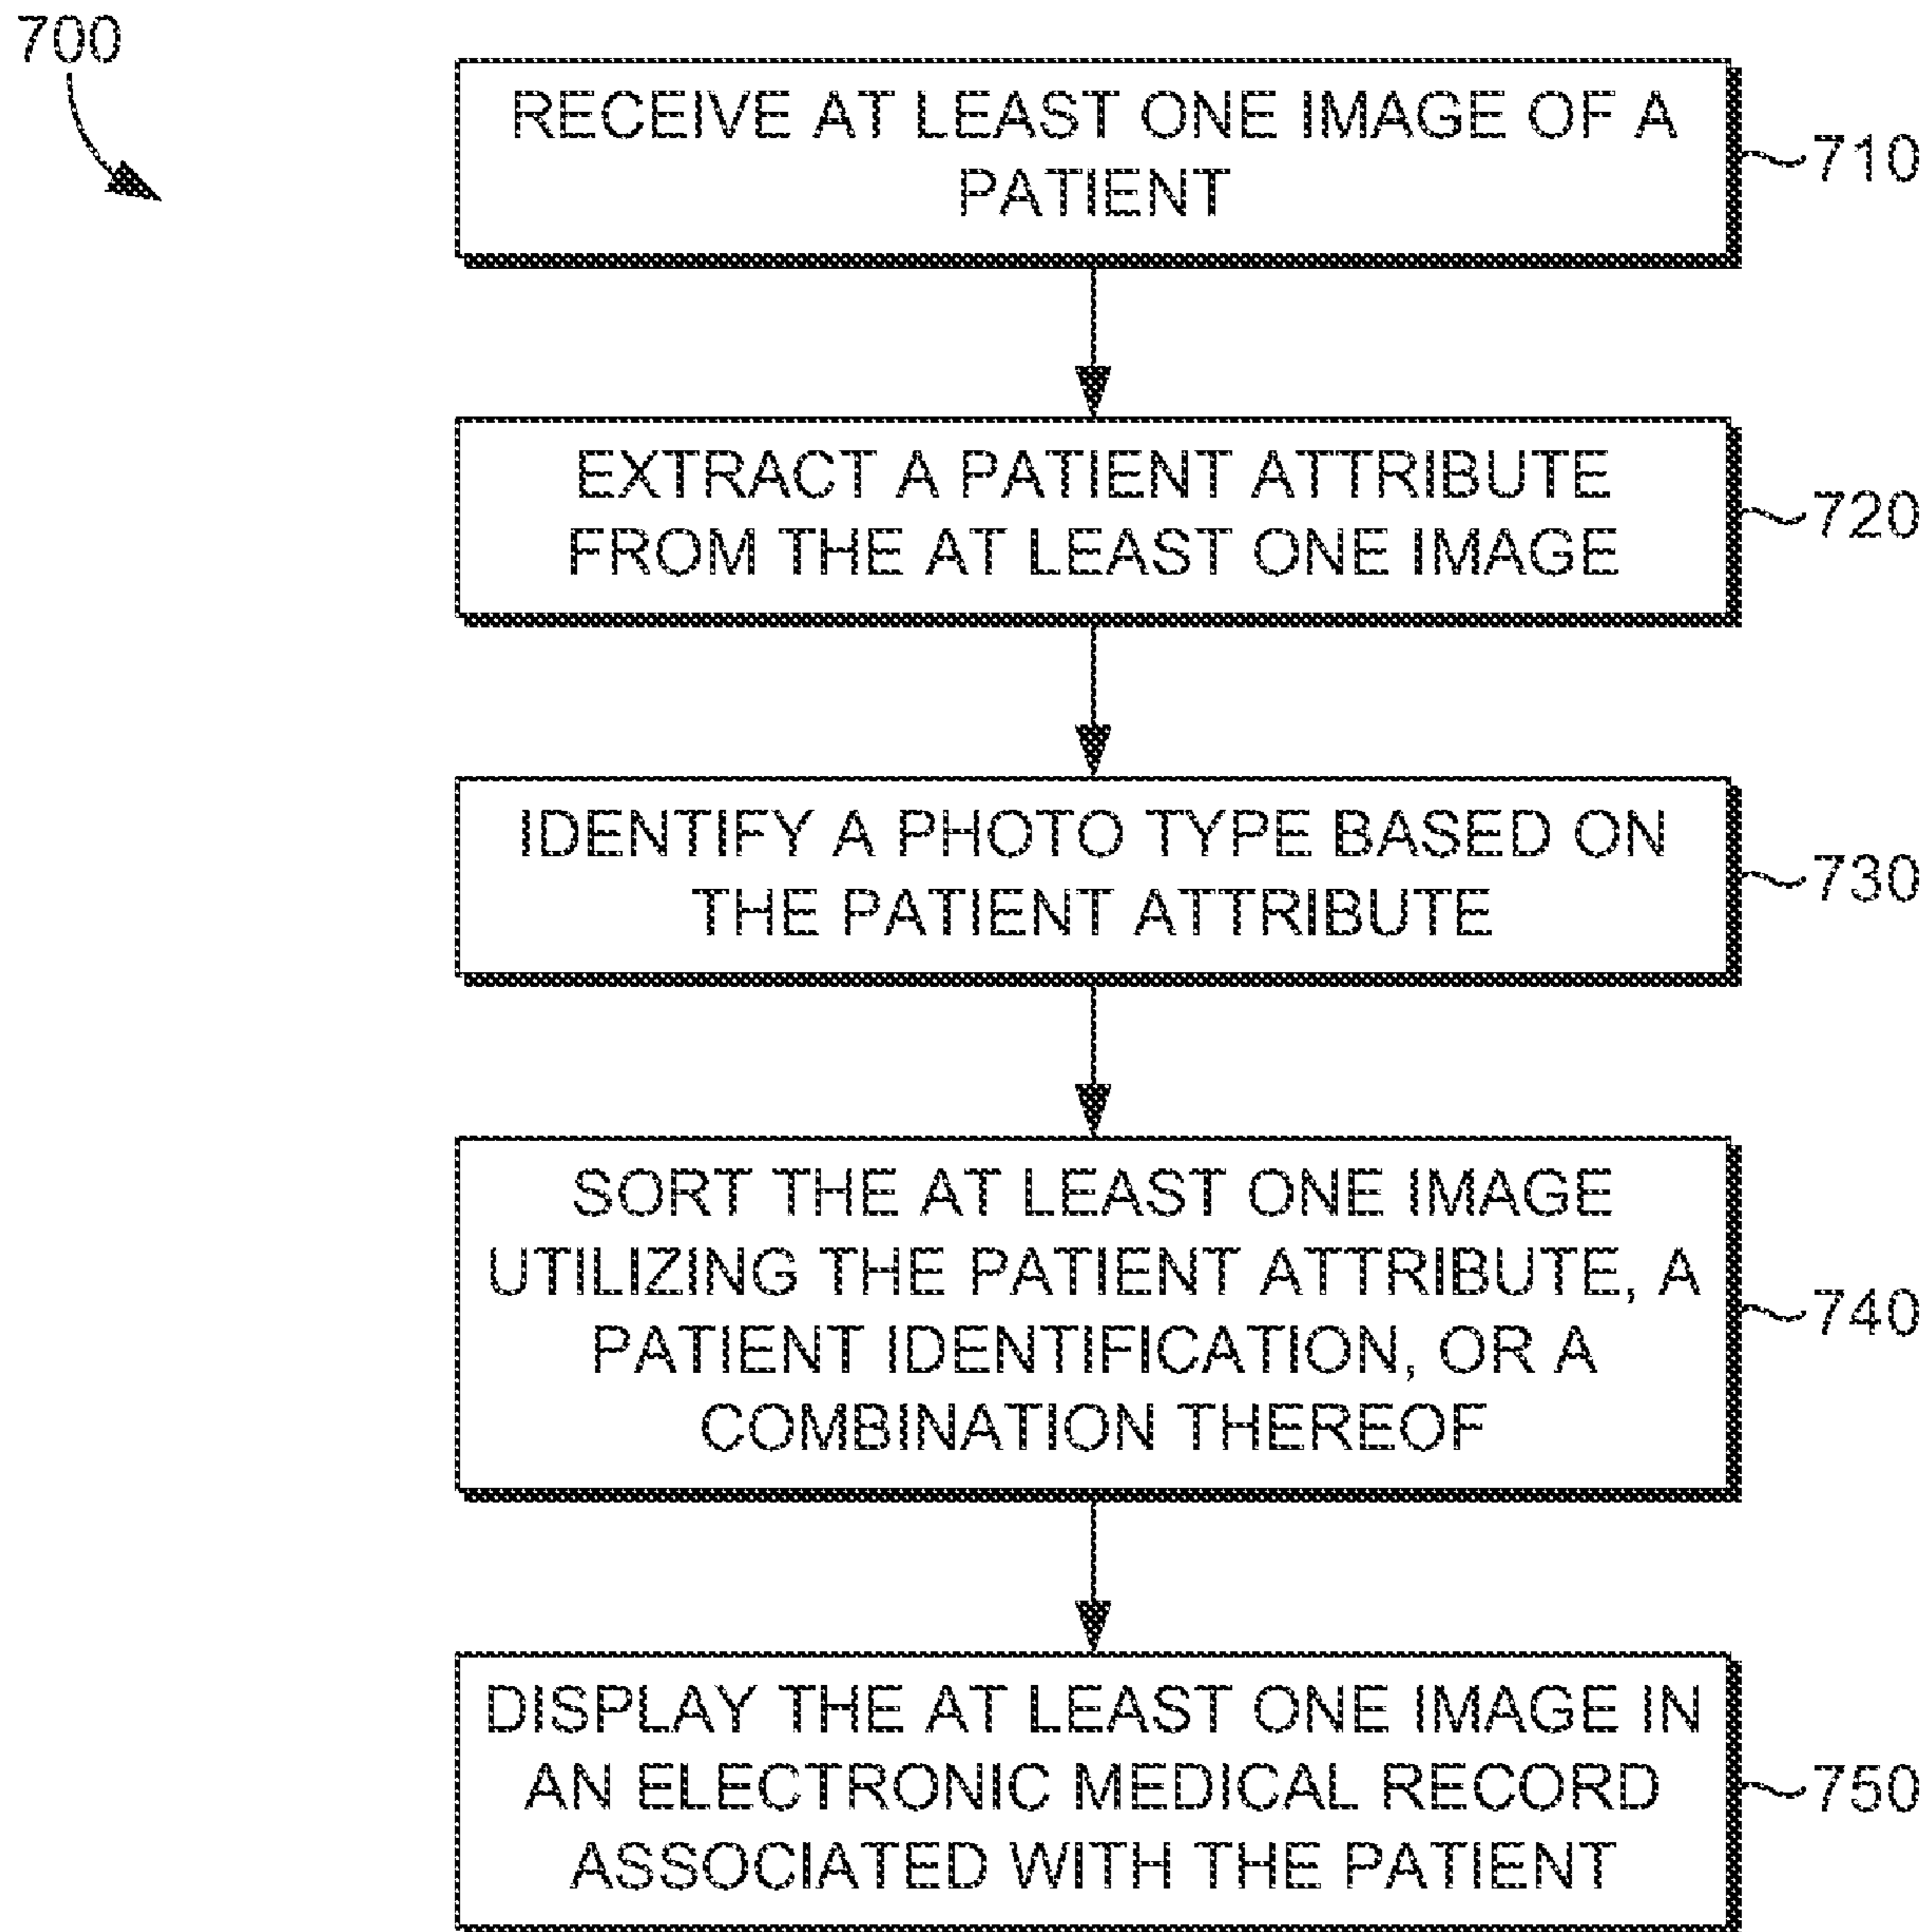 700
RECEIVE AT LEAST ONE IMAGE OF A
PATIENT
710
EXTRACT A PATIENT ATTRIBUTE
FROM THE AT LEAST ONE IMAGE
720
IDENTIFY A PHOTO TYPE BASED ON
THE PATIENT ATTRIBUTE
730
SORT THE AT LEAST ONE IMAGE
UTILIZING THE PATIENT ATTRIBUTE, A
PATIENT IDENTIFICATION, OR A
COMBINATION THEREOF
740
DISPLAY THE AT LEAST ONE IMAGE IN
AN ELECTRONIC MEDICAL RECORD
ASSOCIATED WITH THE PATIENT
750